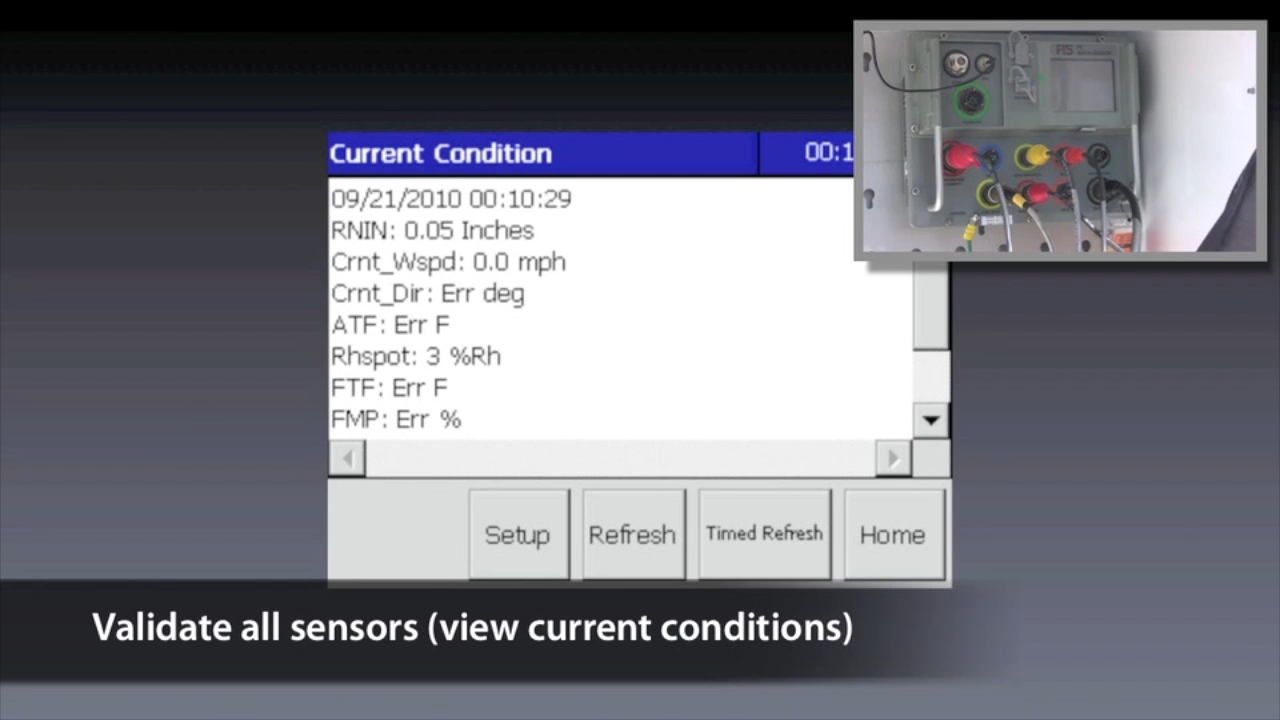 FTS
Current Condition
00:1
09/21/2010 00:10:29
RNIN: 0.05 Inches
Crnt_Wspd: 0.0 mph
Crnt_Dir: Err deg
ATF: Err F
Rhspot: 3 %Rh
FTF: Err F
FMP: Err %
Setup
Refresh
Timed Refresh
Home
Validate all sensors (view current conditions)